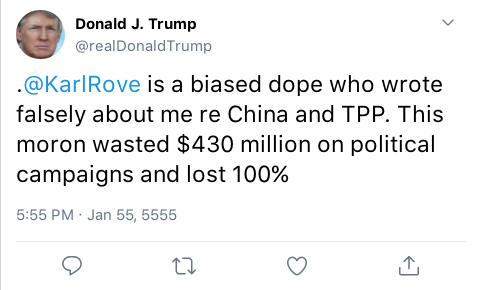 Donald J. Trump
@realDonaldTrump
.@KarlRove is a biased dope who wrote
falsely about me re China and TPP. This
moron wasted $430 million on political
campaigns and lost 100%
5:55 PM · Jan 55, 5555